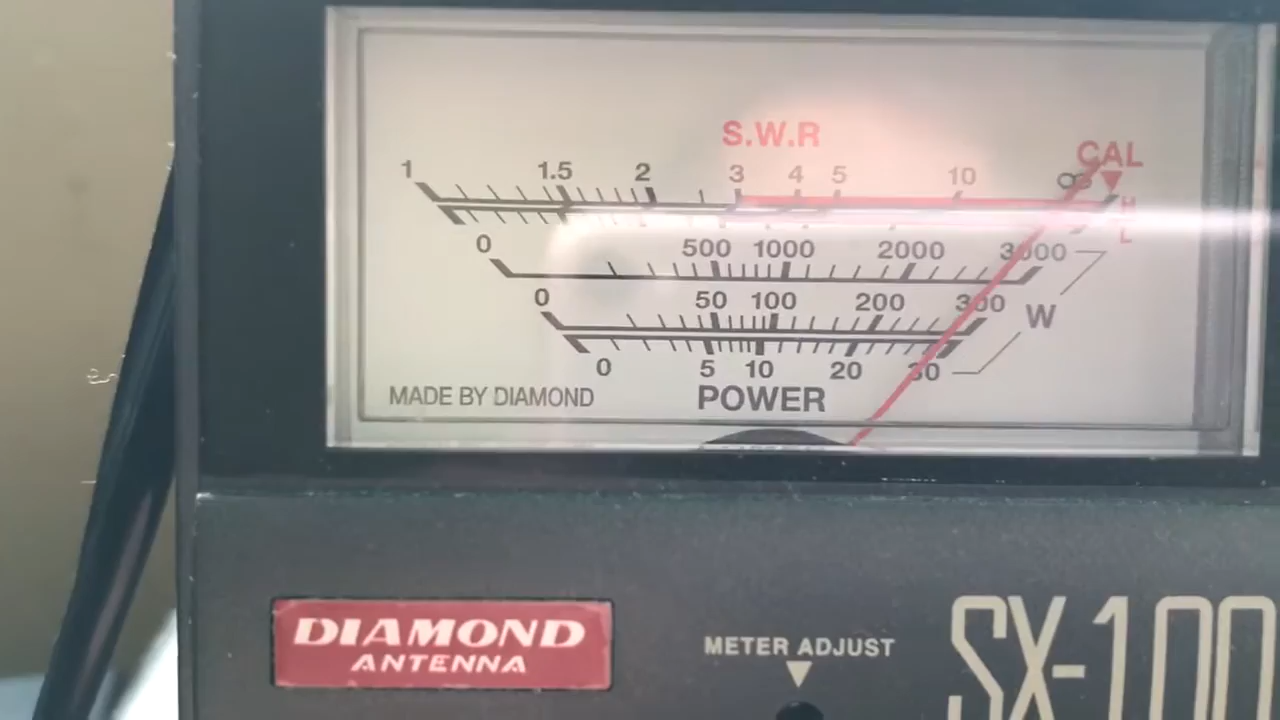 S.W.R
CAL
1 1.5 2 3 4 5 10 ∞
H
L
0 500 1000 2000 3000
0 50 100 200 300
W
0 5 10 20 30
MADE BY DIAMOND
POWER
DIAMOND
ANTENNA
METER ADJUST
SX-100